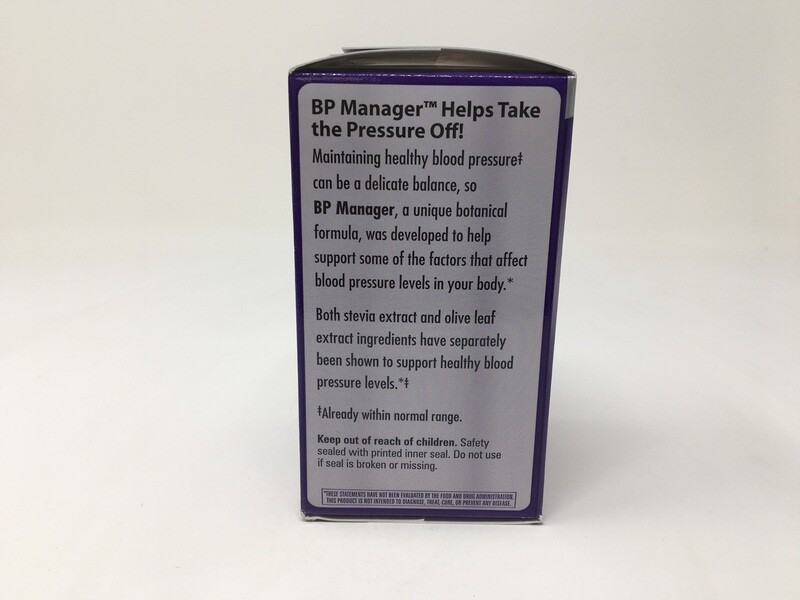 BP Manager™ Helps Take
the Pressure Off!
Maintaining healthy blood pressure‡
can be a delicate balance, so
BP Manager, a unique botanical
formula, was developed to help
support some of the factors that affect
blood pressure levels in your body.*
Both stevia extract and olive leaf
extract ingredients have separately
been shown to support healthy blood
pressure levels.*‡
‡Already within normal range.
Keep out of reach of children. Safety
sealed with printed inner seal. Do not use
if seal is broken or missing.
*THESE STATEMENTS HAVE NOT BEEN EVALUATED BY THE FOOD AND DRUG ADMINISTRATION.
THIS PRODUCT IS NOT INTENDED TO DIAGNOSE, TREAT, CURE, OR PREVENT ANY DISEASE.